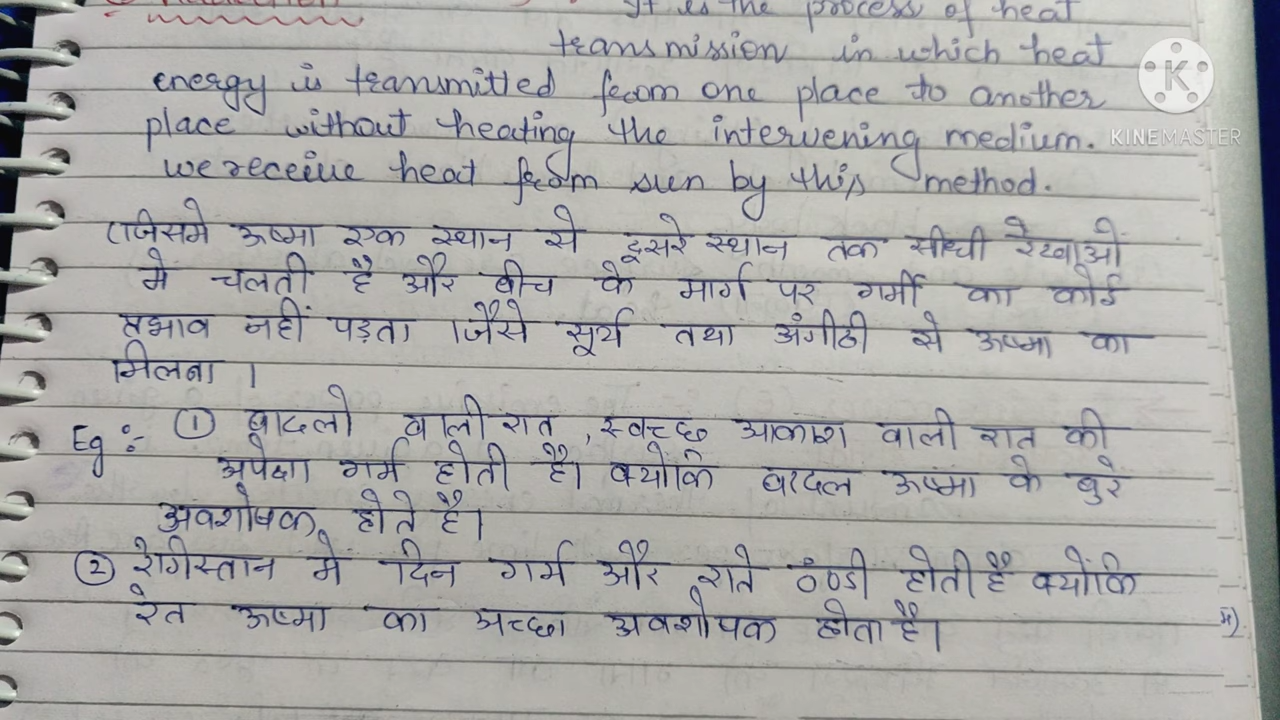 It is the process of heat
transmission in which heat
energy is transmitted from one place to another
place without heating the intervening medium.
we receive heat from sun by this method.
(जिसमे ऊष्मा एक स्थान से दूसरे स्थान तक सीधी रेखाओ
मे चलती है और बीच के मार्ग पर गर्मी का कोई
प्रभाव नहीं पड़ता। जैसे सूर्य तथा अंगीठी से ऊष्मा का
मिलना।
Eg :- ① बादलो वाली रात, स्वच्छ आकाश वाली रात की
अपेक्षा गर्म होती है। क्योंकि बादल ऊष्मा के बुरे
अवशोषक होते है।
② रेगीस्तान मे दिन गर्म और राते ठण्डी होती है क्योंकि
रेत ऊष्मा का अच्छा अवशोषक होता है।
K
KINEMASTER